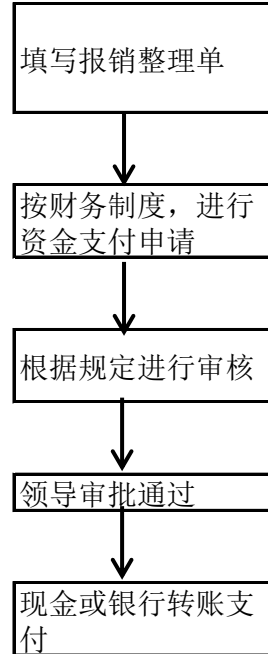 填写报销整理单
按财务制度，进行
资金支付申请
根据规定进行审核
领导审批通过
现金或银行转账支
付